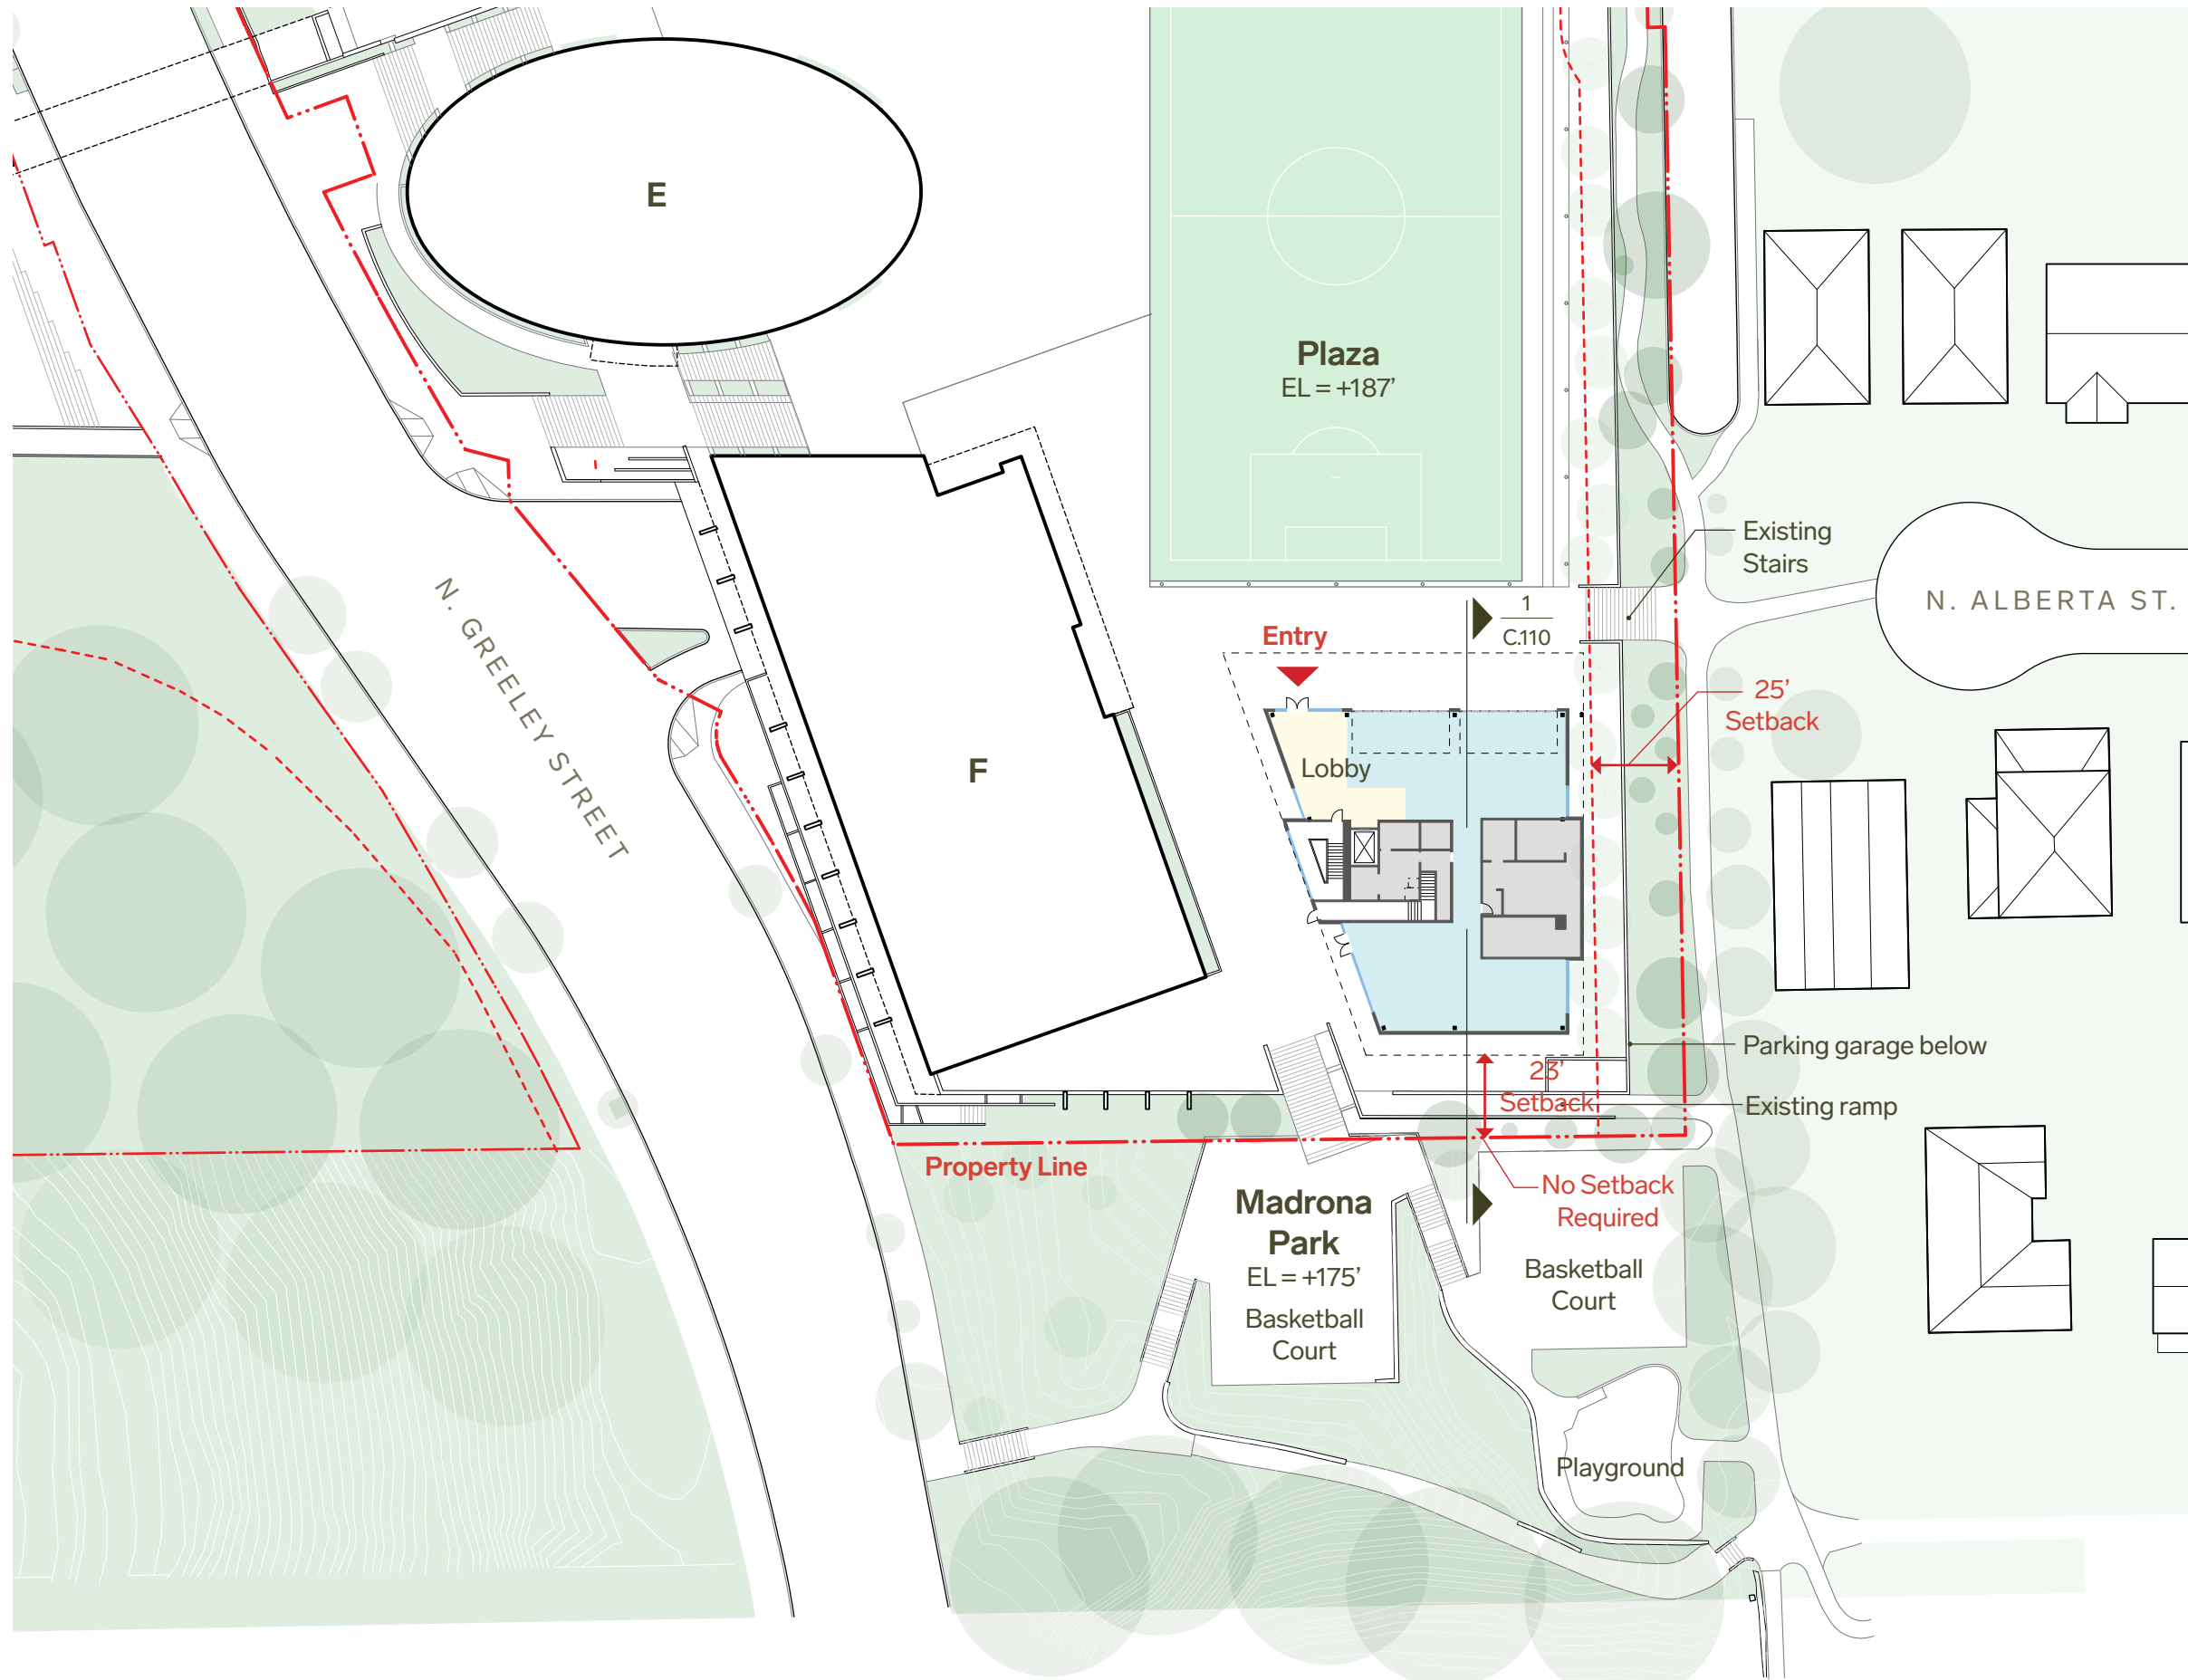 E
Plaza
EL = +187’
Existing
Stairs
N. ALBERTA ST.
1
C.110
Entry
N. GREELEY STREET
25’
Setback
Lobby
F
Parking garage below
23’
Setback
Existing ramp
Property Line
No Setback
Required
Madrona
Park
EL = +175’
Basketball
Court
Basketball
Court
Playground